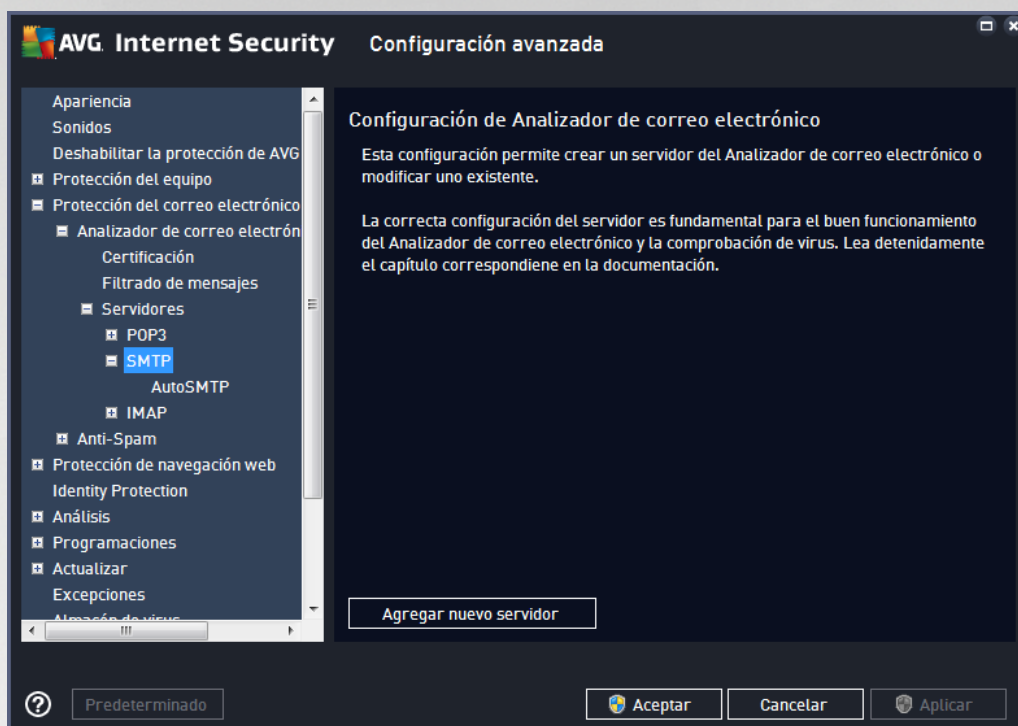 AVG. Internet Security Configuración avanzada
Apariencia
Sonidos
Deshabilitar la protección de AVG
Protección del equipo
Protección del correo electrónico
Analizador de correo electrón
Certificación
Filtrado de mensajes
Servidores
POP3
SMTP
AutoSMTP
IMAP
Anti-Spam
Protección de navegación web
Identity Protection
Análisis
Programaciones
Actualizar
Excepciones
Almacén de virus
Configuración de Analizador de correo electrónico
Esta configuración permite crear un servidor del Analizador de correo electrónico o
modificar uno existente.
La correcta configuración del servidor es fundamental para el buen funcionamiento
del Analizador de correo electrónico y la comprobación de virus. Lea detenidamente
el capítulo correspondiene en la documentación.
Agregar nuevo servidor
Predeterminado
Aceptar
Cancelar
Aplicar